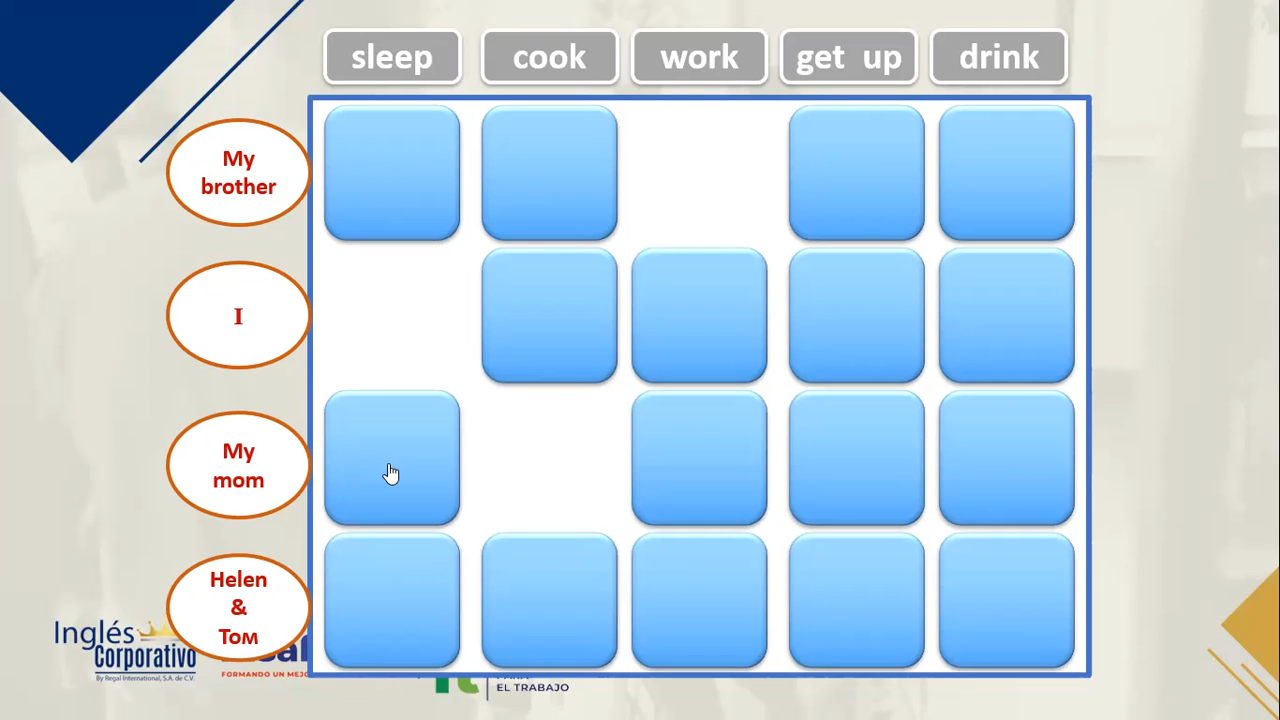 sleep cook work get up drink
My
brother
I
My
mom
Helen
&
Tom
Inglés
Corporativo
By Regal International, S.A. de C.V.
FORMANDO UN MEJO
EL TRABAJO